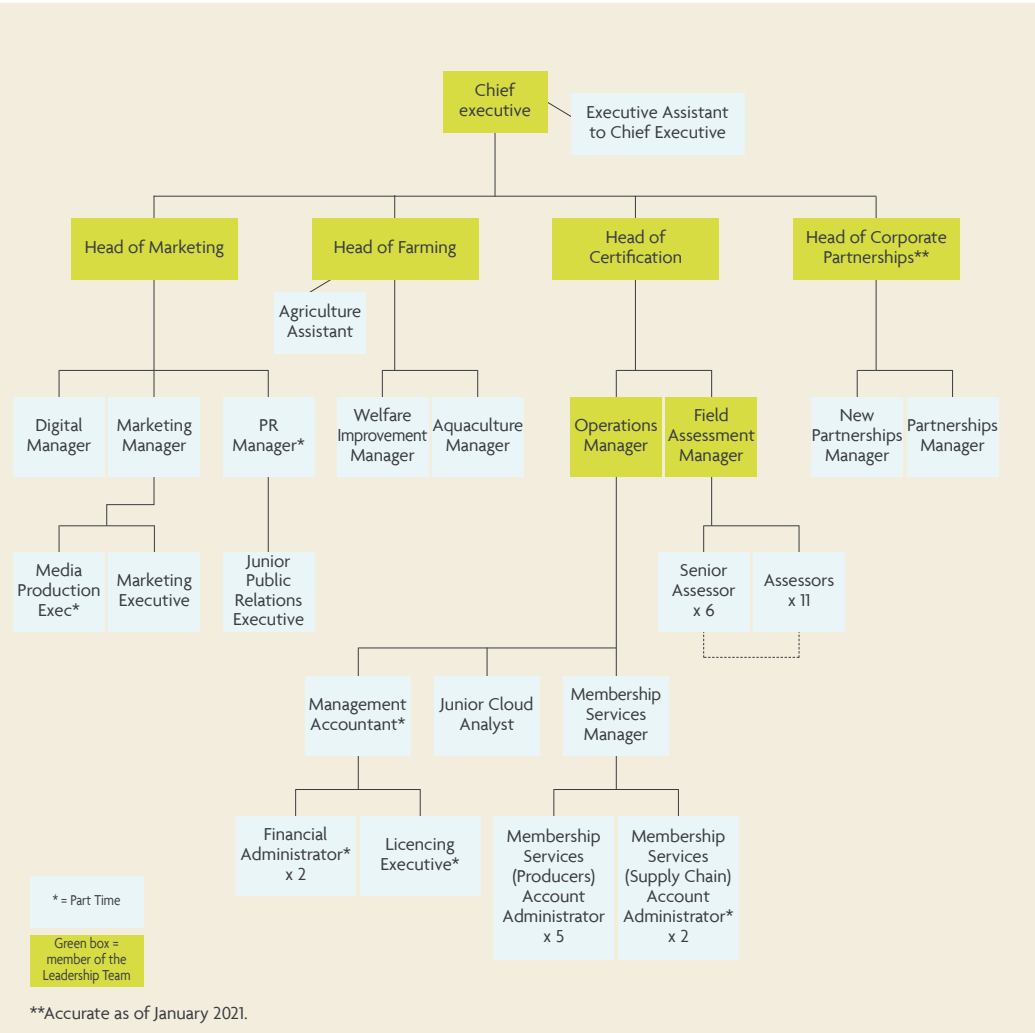 Chief
executive
Executive Assistant
to Chief Executive
Head of Marketing
Head of Farming
Head of
Certification
Head of Corporate
Partnerships**
Agriculture
Assistant
Digital
Manager
Marketing
Manager
PR
Manager*
Welfare
Improvement
Manager
Aquaculture
Manager
Operations
Manager
Field
Assessment
Manager
New
Partnerships
Manager
Partnerships
Manager
Media
Production
Exec*
Marketing
Executive
Junior
Public
Relations
Executive
Senior
Assessor
x 6
Assessors
x 11
Management
Accountant*
Junior Cloud
Analyst
Membership
Services
Manager
Financial
Administrator*
x 2
Licencing
Executive*
Membership
Services
(Producers)
Account
Administrator
x 5
Membership
Services
(Supply Chain)
Account
Administrator*
x 2
* = Part Time
Green box =
member of the
Leadership Team
**Accurate as of January 2021.